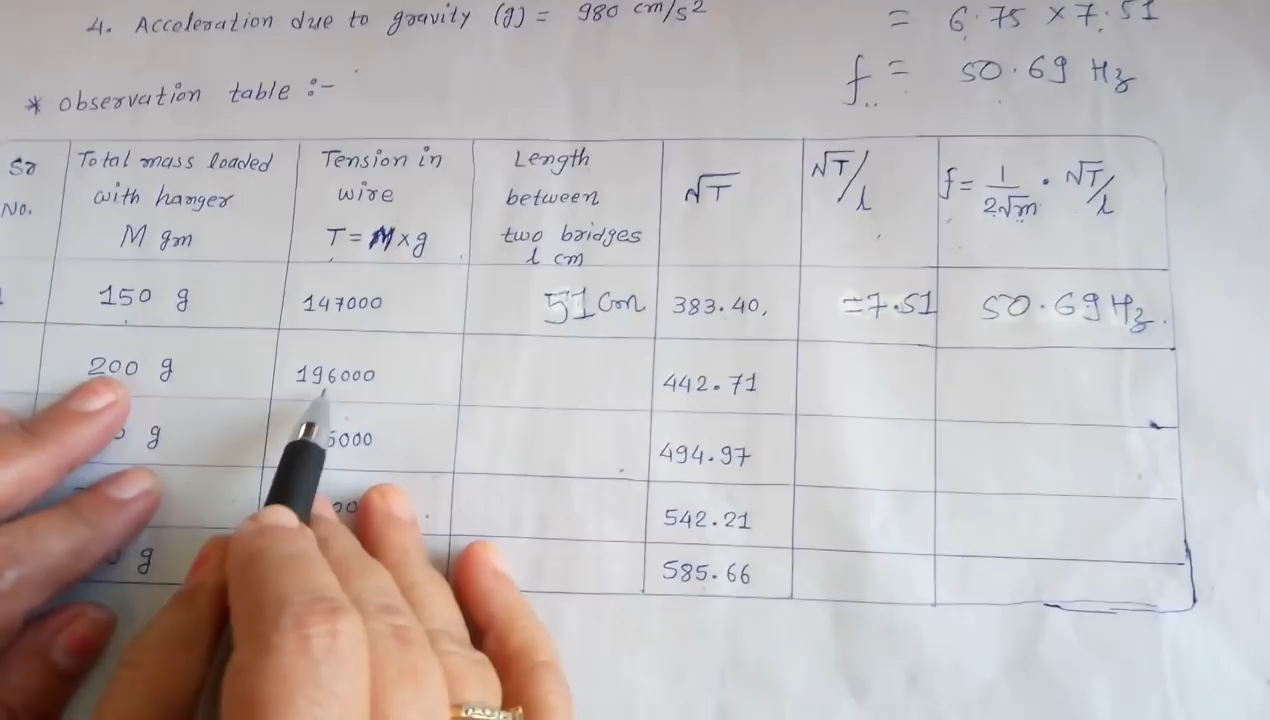 4. Acceleration due to gravity (g) = 980 cm/s²
= 6.75 × 7.51
f = 50.69 Hz
* Observation table :-
Sr No.
Total mass loaded
with hanger
M gm
Tension in
wire
T = M×g
Length
between
two bridges
l cm
√T
√T/l
f = 1/2√m · √T/l
150 g 147000 51 cm 383.40, =7.51 50.69 Hz.
200 g 196000 442.71
g 5000 494.97
542.21
g 585.66